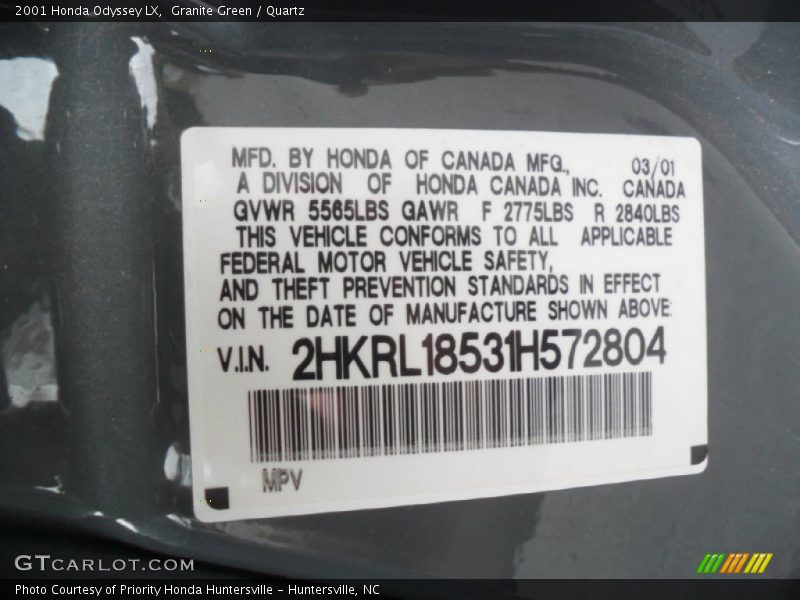 2001 Honda Odyssey LX, Granite Green / Quartz
MFD. BY HONDA OF CANADA MFG., 03/01
A DIVISION OF HONDA CANADA INC. CANADA
GVWR 5565LBS GAWR F 2775LBS R 2840LBS
THIS VEHICLE CONFORMS TO ALL APPLICABLE
FEDERAL MOTOR VEHICLE SAFETY,
AND THEFT PREVENTION STANDARDS IN EFFECT
ON THE DATE OF MANUFACTURE SHOWN ABOVE.
V.I.N. 2HKRL18531H572804
MPV
GTCARLOT.COM
Photo Courtesy of Priority Honda Huntersville – Huntersville, NC